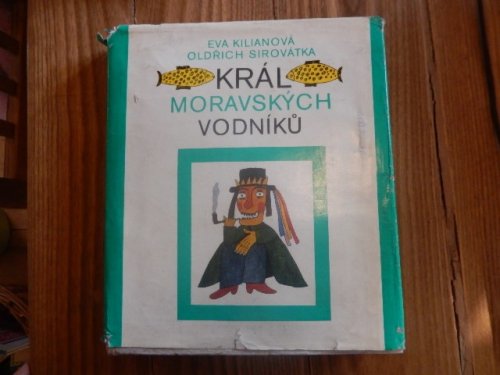 EVA KILIANOVÁ
OLDŘICH SIROVÁTKA
KRÁL
MORAVSKÝCH
VODNÍKŮ